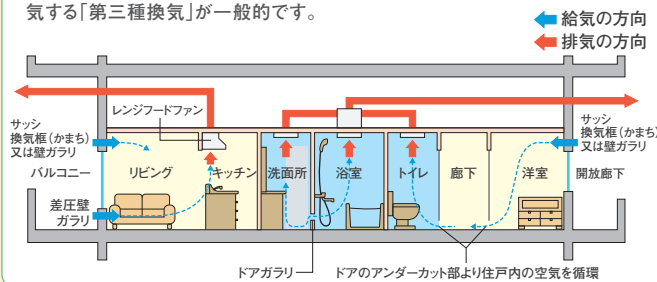 気する「第三種換気」が一般的です。
給気の方向
排気の方向
レンジフードファン
サッシ
換気框(かまち)
又は壁ガラリ
サッシ
換気框(かまち)
又は壁ガラリ
バルコニー
リビング
キッチン
洗面所
浴室
トイレ
廊下
洋室
開放廊下
差圧壁
ガラリ
ドアガラリ
ドアのアンダーカット部より住戸内の空気を循環